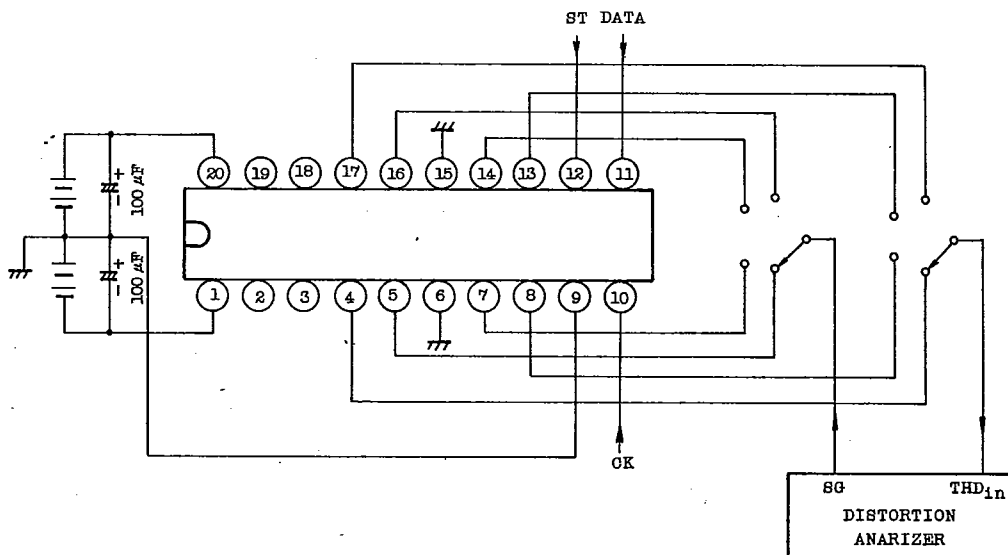 ST DATA
20 19 18 17 16 15 14 13 12 11
+
100 μF
-
+
100 μF
-
1 2 3 4 5 6 7 8 9 10
CK
SG THDin
DISTORTION
ANARIZER